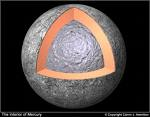 The Interior of Mercury
© Copyright Calvin J. Hamilton